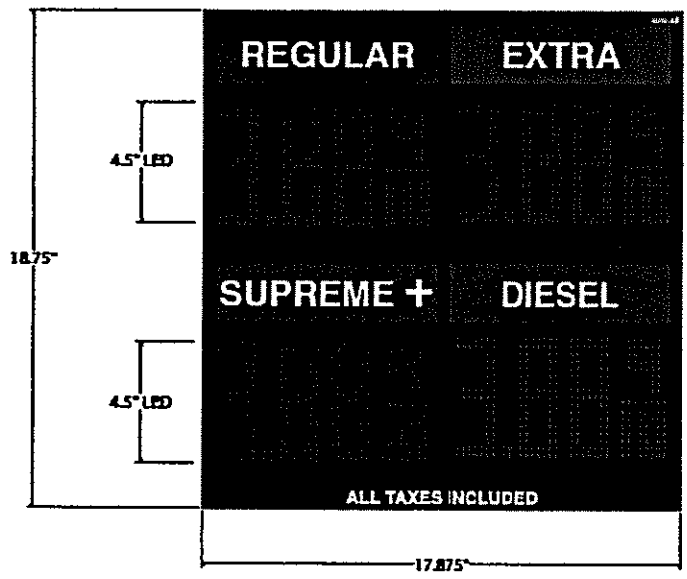 REGULAR EXTRA
4.5" LED
18.75"
SUPREME + DIESEL
4.5" LED
ALL TAXES INCLUDED
17.875"